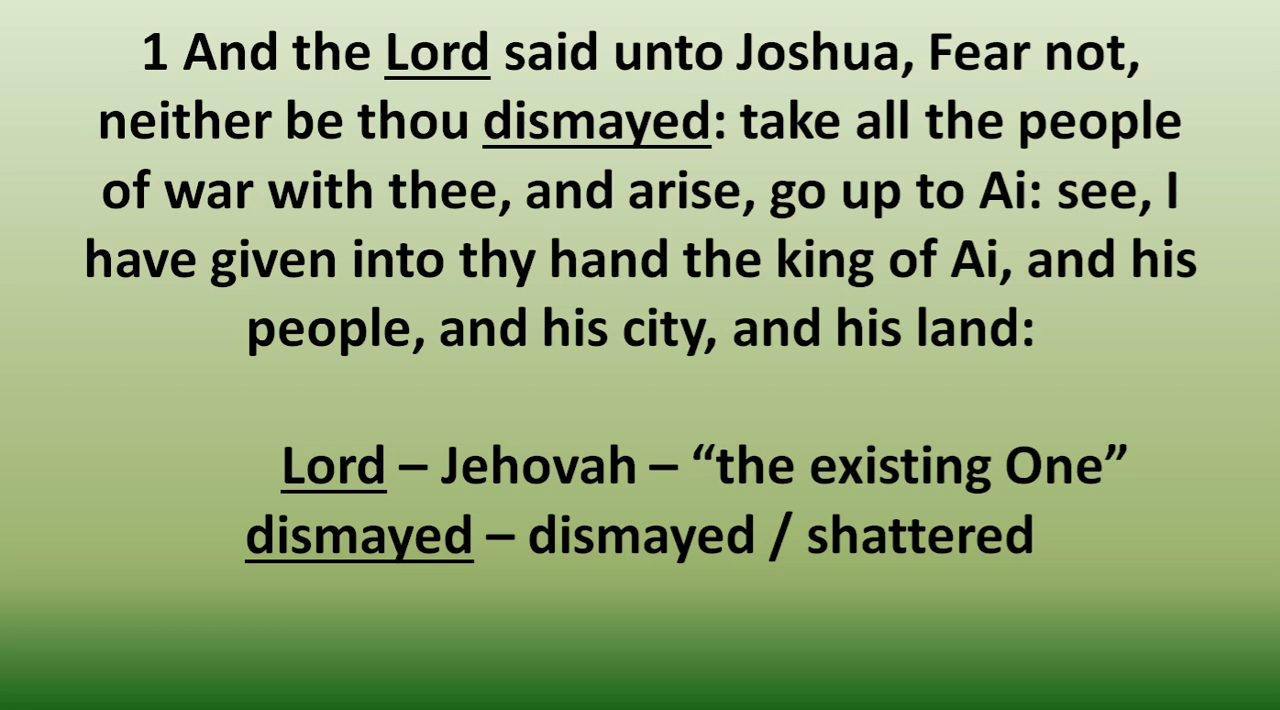 1 And the Lord said unto Joshua, Fear not,
neither be thou dismayed: take all the people
of war with thee, and arise, go up to Ai: see, I
have given into thy hand the king of Ai, and his
people, and his city, and his land:
Lord – Jehovah – “the existing One”
dismayed – dismayed / shattered